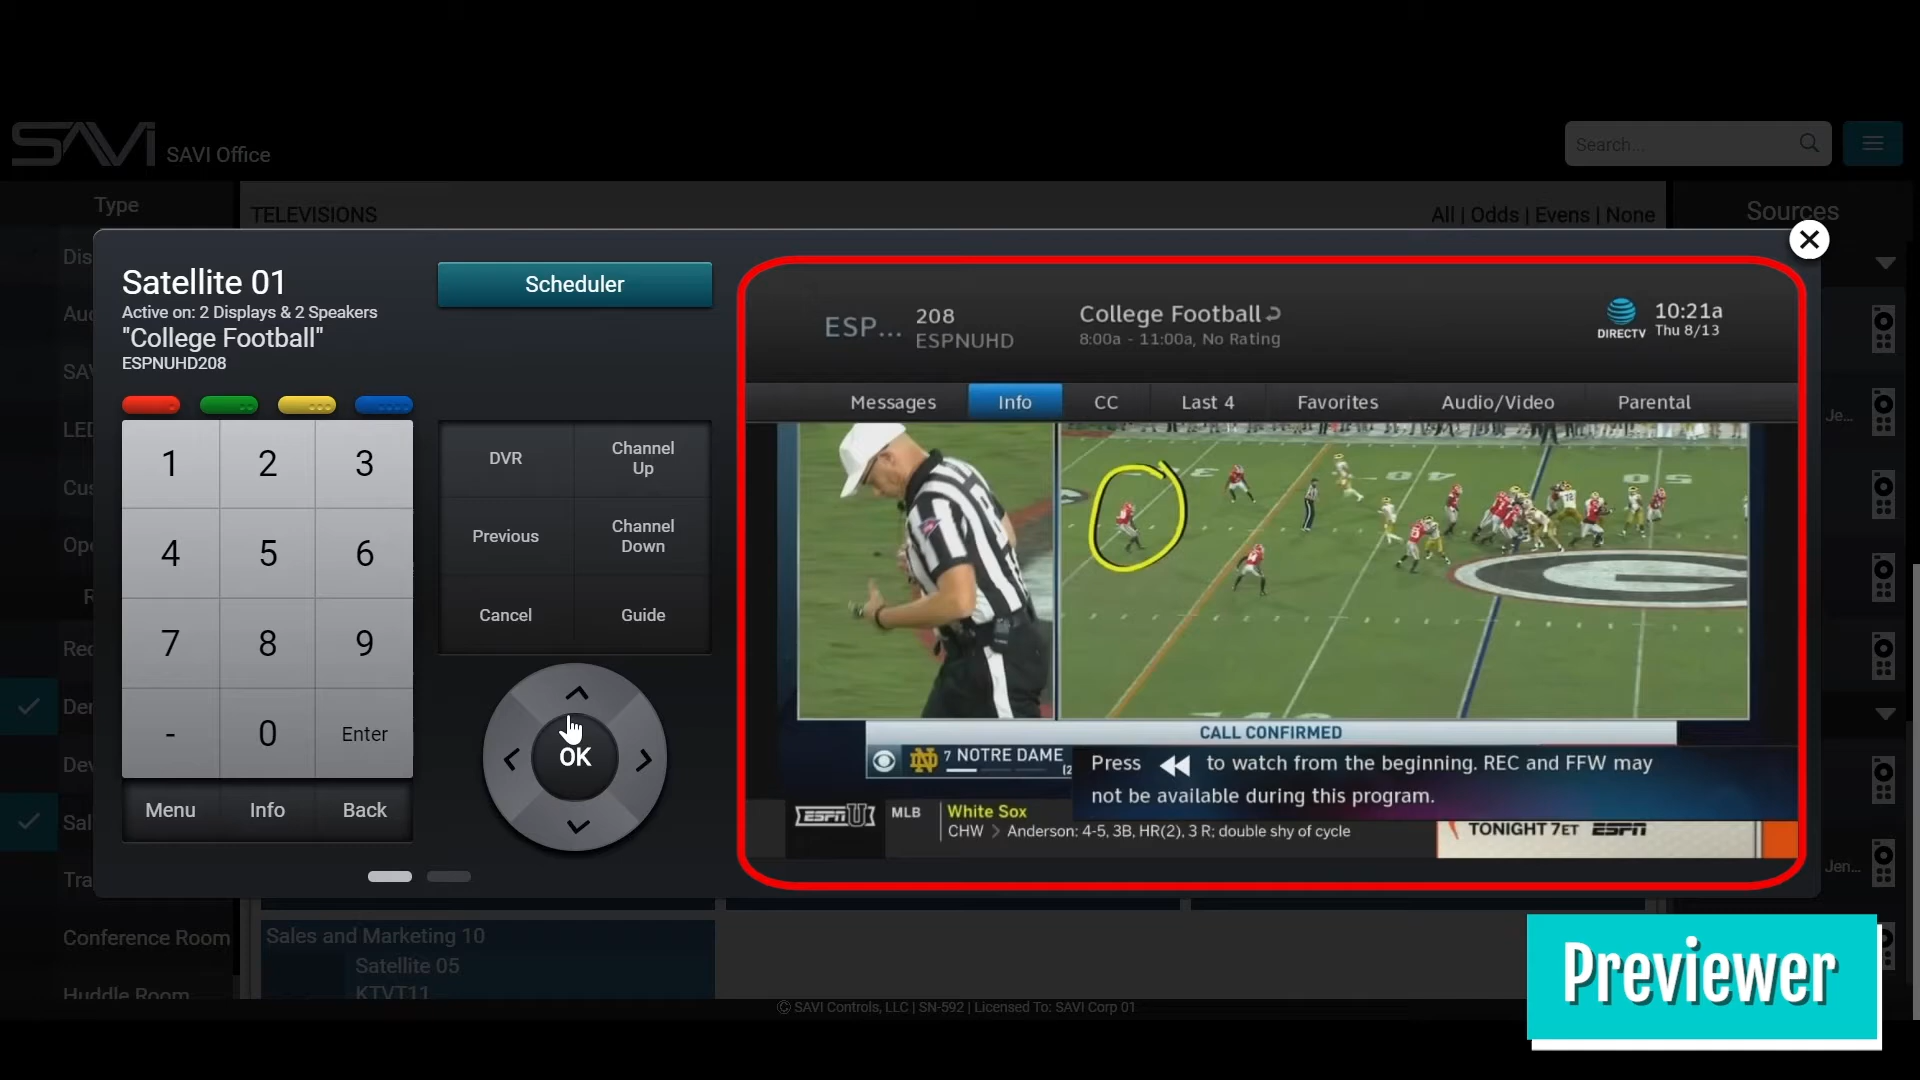 SAVI
SAVI Office
Search...
Type
TELEVISIONS
All | Odds | Evens | None
Sources
Satellite 01
Active on: 2 Displays & 2 Speakers
"College Football"
ESPNUHD208
Scheduler
1
2
3
4
5
6
7
8
9
-
0
Enter
Menu
Info
Back
DVR
Channel
Up
Previous
Channel
Down
Cancel
Guide
OK
ESP...
208
ESPNUHD
College Football
8:00a - 11:00a, No Rating
DIRECTV
10:21a
Thu 8/13
Messages
Info
CC
Last 4
Favorites
Audio/Video
Parental
CALL CONFIRMED
7 NOTRE DAME
Press
to watch from the beginning. REC and FFW may
not be available during this program.
ESPNU
MLB
White Sox
CHW > Anderson: 4-5, 3B, HR(2), 3 R; double shy of cycle
TONIGHT 7ET ESPN
Je...
Jen...
Conference Room
Huddle Room
Sales and Marketing 10
Satellite 05
KTVT11
© SAVI Controls, LLC | SN-592 | Licensed To: SAVI Corp 01
Previewer